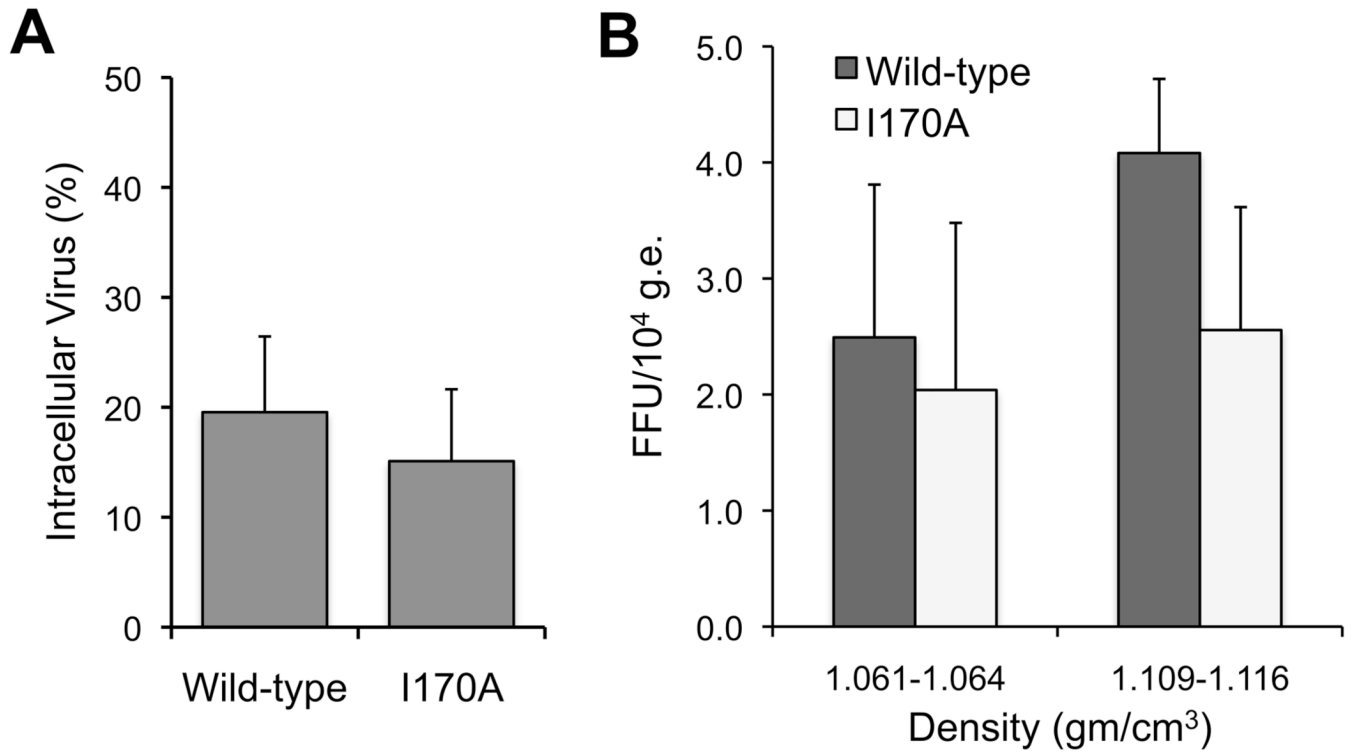 A
Intracellular Virus (%)
50
40
30
20
10
0
Wild-type I170A
B
FFU/10⁴ g.e.
5.0
4.0
3.0
2.0
1.0
0.0
Wild-type
I170A
1.061-1.064 1.109-1.116
Density (gm/cm³)